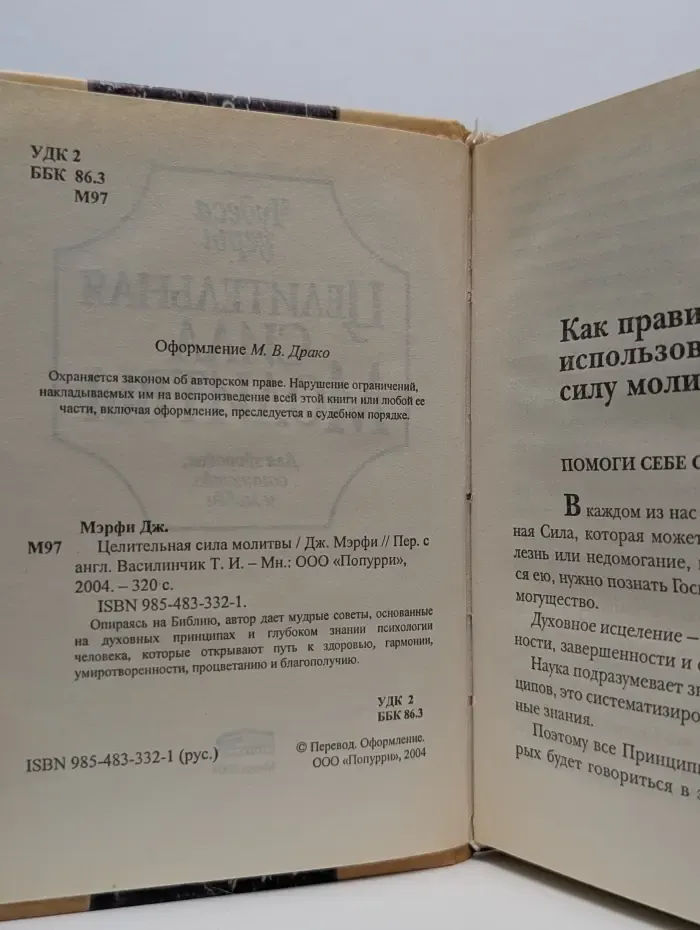 УДК 2
ББК 86.3
М97
Оформление М. В. Драко
Охраняется законом об авторском праве. Нарушение ограничений,
накладываемых им на воспроизведение всей этой книги или любой ее
части, включая оформление, преследуется в судебном порядке.
Мэрфи Дж.
М97 Целительная сила молитвы / Дж. Мэрфи // Пер. с
англ. Василинчик Т. И. – Мн.: ООО «Попурри»,
2004. – 320 с.
ISBN 985-483-332-1.
Опираясь на Библию, автор дает мудрые советы, основанные
на духовных принципах и глубоком знании психологии
человека, которые открывают путь к здоровью, гармонии,
умиротворенности, процветанию и благополучию.
УДК 2
ББК 86.3
ISBN 985-483-332-1 (рус.)
© Перевод. Оформление.
ООО «Попурри», 2004
Как прави
использов
силу моли
ПОМОГИ СЕБЕ С
В каждом из нас
ная Сила, которая может
лезнь или недомогание,
ся ею, нужно познать Гос
могущество.
Духовное исцеление –
ности, завершенности и
Наука подразумевает зн
ципов, это систематизиро
ные знания.
Поэтому все Принципы
рых будет говориться в э